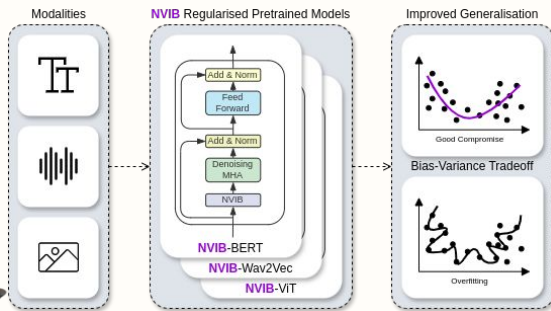 Modalities
NVIB Regularised Pretrained Models
Improved Generalisation
TT
Add & Norm
Feed
Forward
Add & Norm
Denoising
MHA
NVIB
NVIB-BERT
NVIB-Wav2Vec
NVIB-ViT
Good Compromise
Bias-Variance Tradeoff
Overfitting